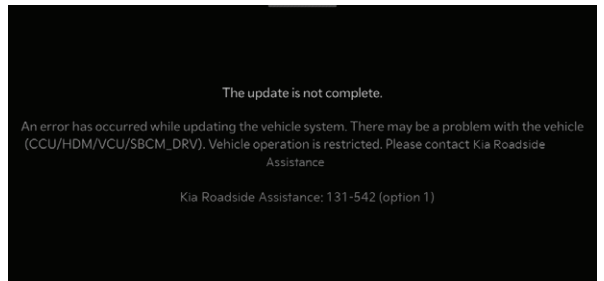 The update is not complete.
An error has occurred while updating the vehicle system. There may be a problem with the vehicle
(CCU/HDM/VCU/SBCM_DRV). Vehicle operation is restricted. Please contact Kia Roadside
Assistance
Kia Roadside Assistance: 131-542 (option 1)